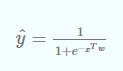 ŷ = 1 / (1+e^{-x^T w})